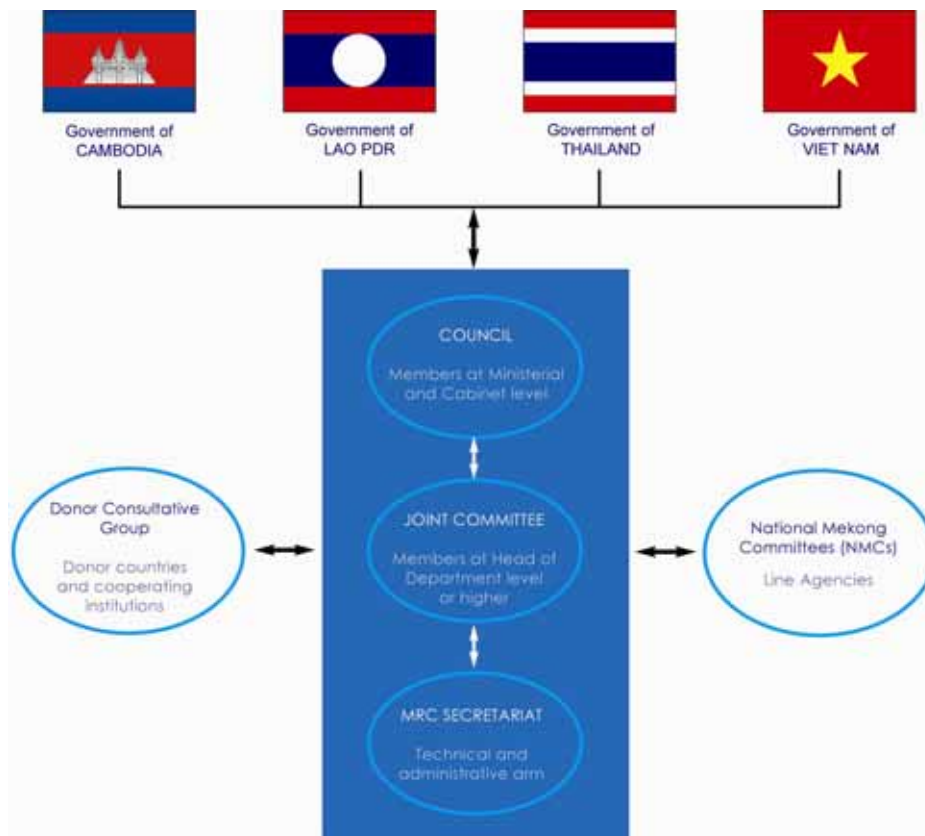 Government of
CAMBODIA
Government of
LAO PDR
Government of
THAILAND
Government of
VIET NAM
COUNCIL
Members at Ministerial
and Cabinet level
Donor Consultative
Group
Donor countries
and cooperating
institutions
JOINT COMMITTEE
Members at Head of
Department level
or higher
National Mekong
Committees (NMCs)
Line Agencies
MRC SECRETARIAT
Technical and
administrative arm